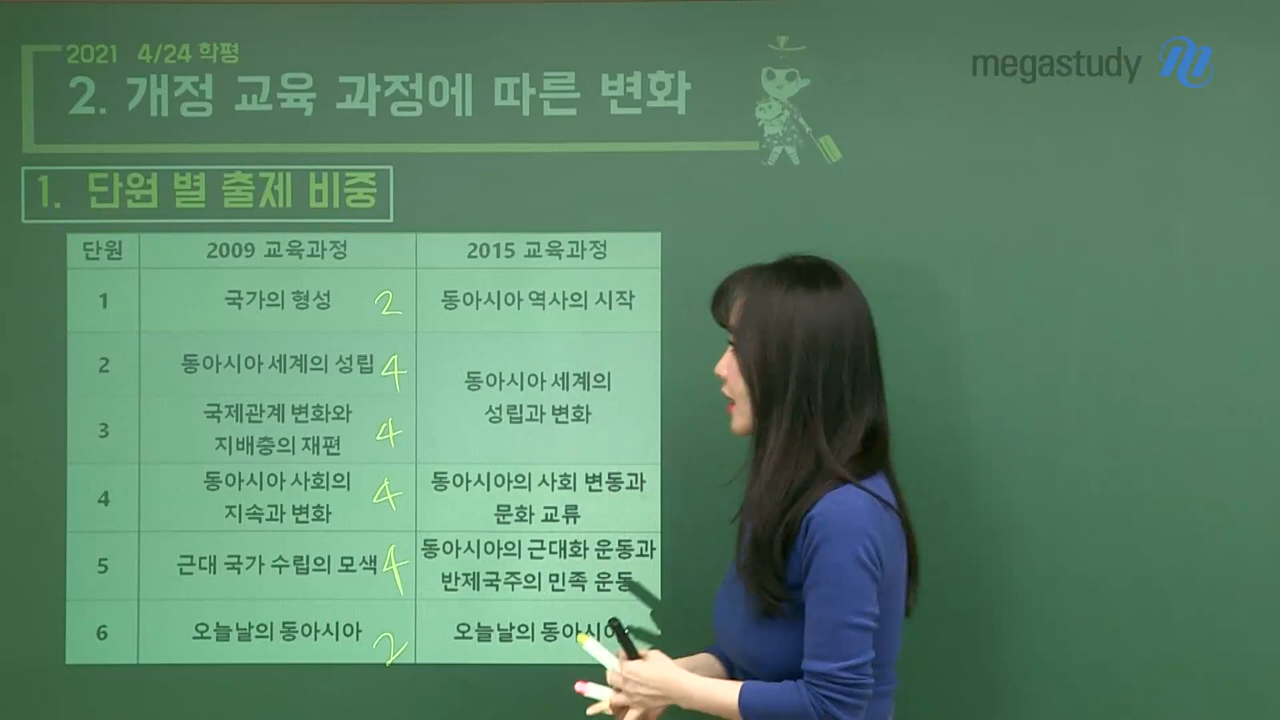 2021 4/24 학평
2. 개정 교육 과정에 따른 변화
megastudy
1. 단원 별 출제 비중
단원 2009 교육과정 2015 교육과정
1 국가의 형성 2 동아시아 역사의 시작
2 동아시아 세계의 성립 4
동아시아 세계의
성립과 변화
3 국제관계 변화와
지배층의 재편 4
4 동아시아 사회의
지속과 변화 4
동아시아의 사회 변동과
문화 교류
5 근대 국가 수립의 모색 4
동아시아의 근대화 운동과
반제국주의 민족 운동
6 오늘날의 동아시아 2 오늘날의 동아시아